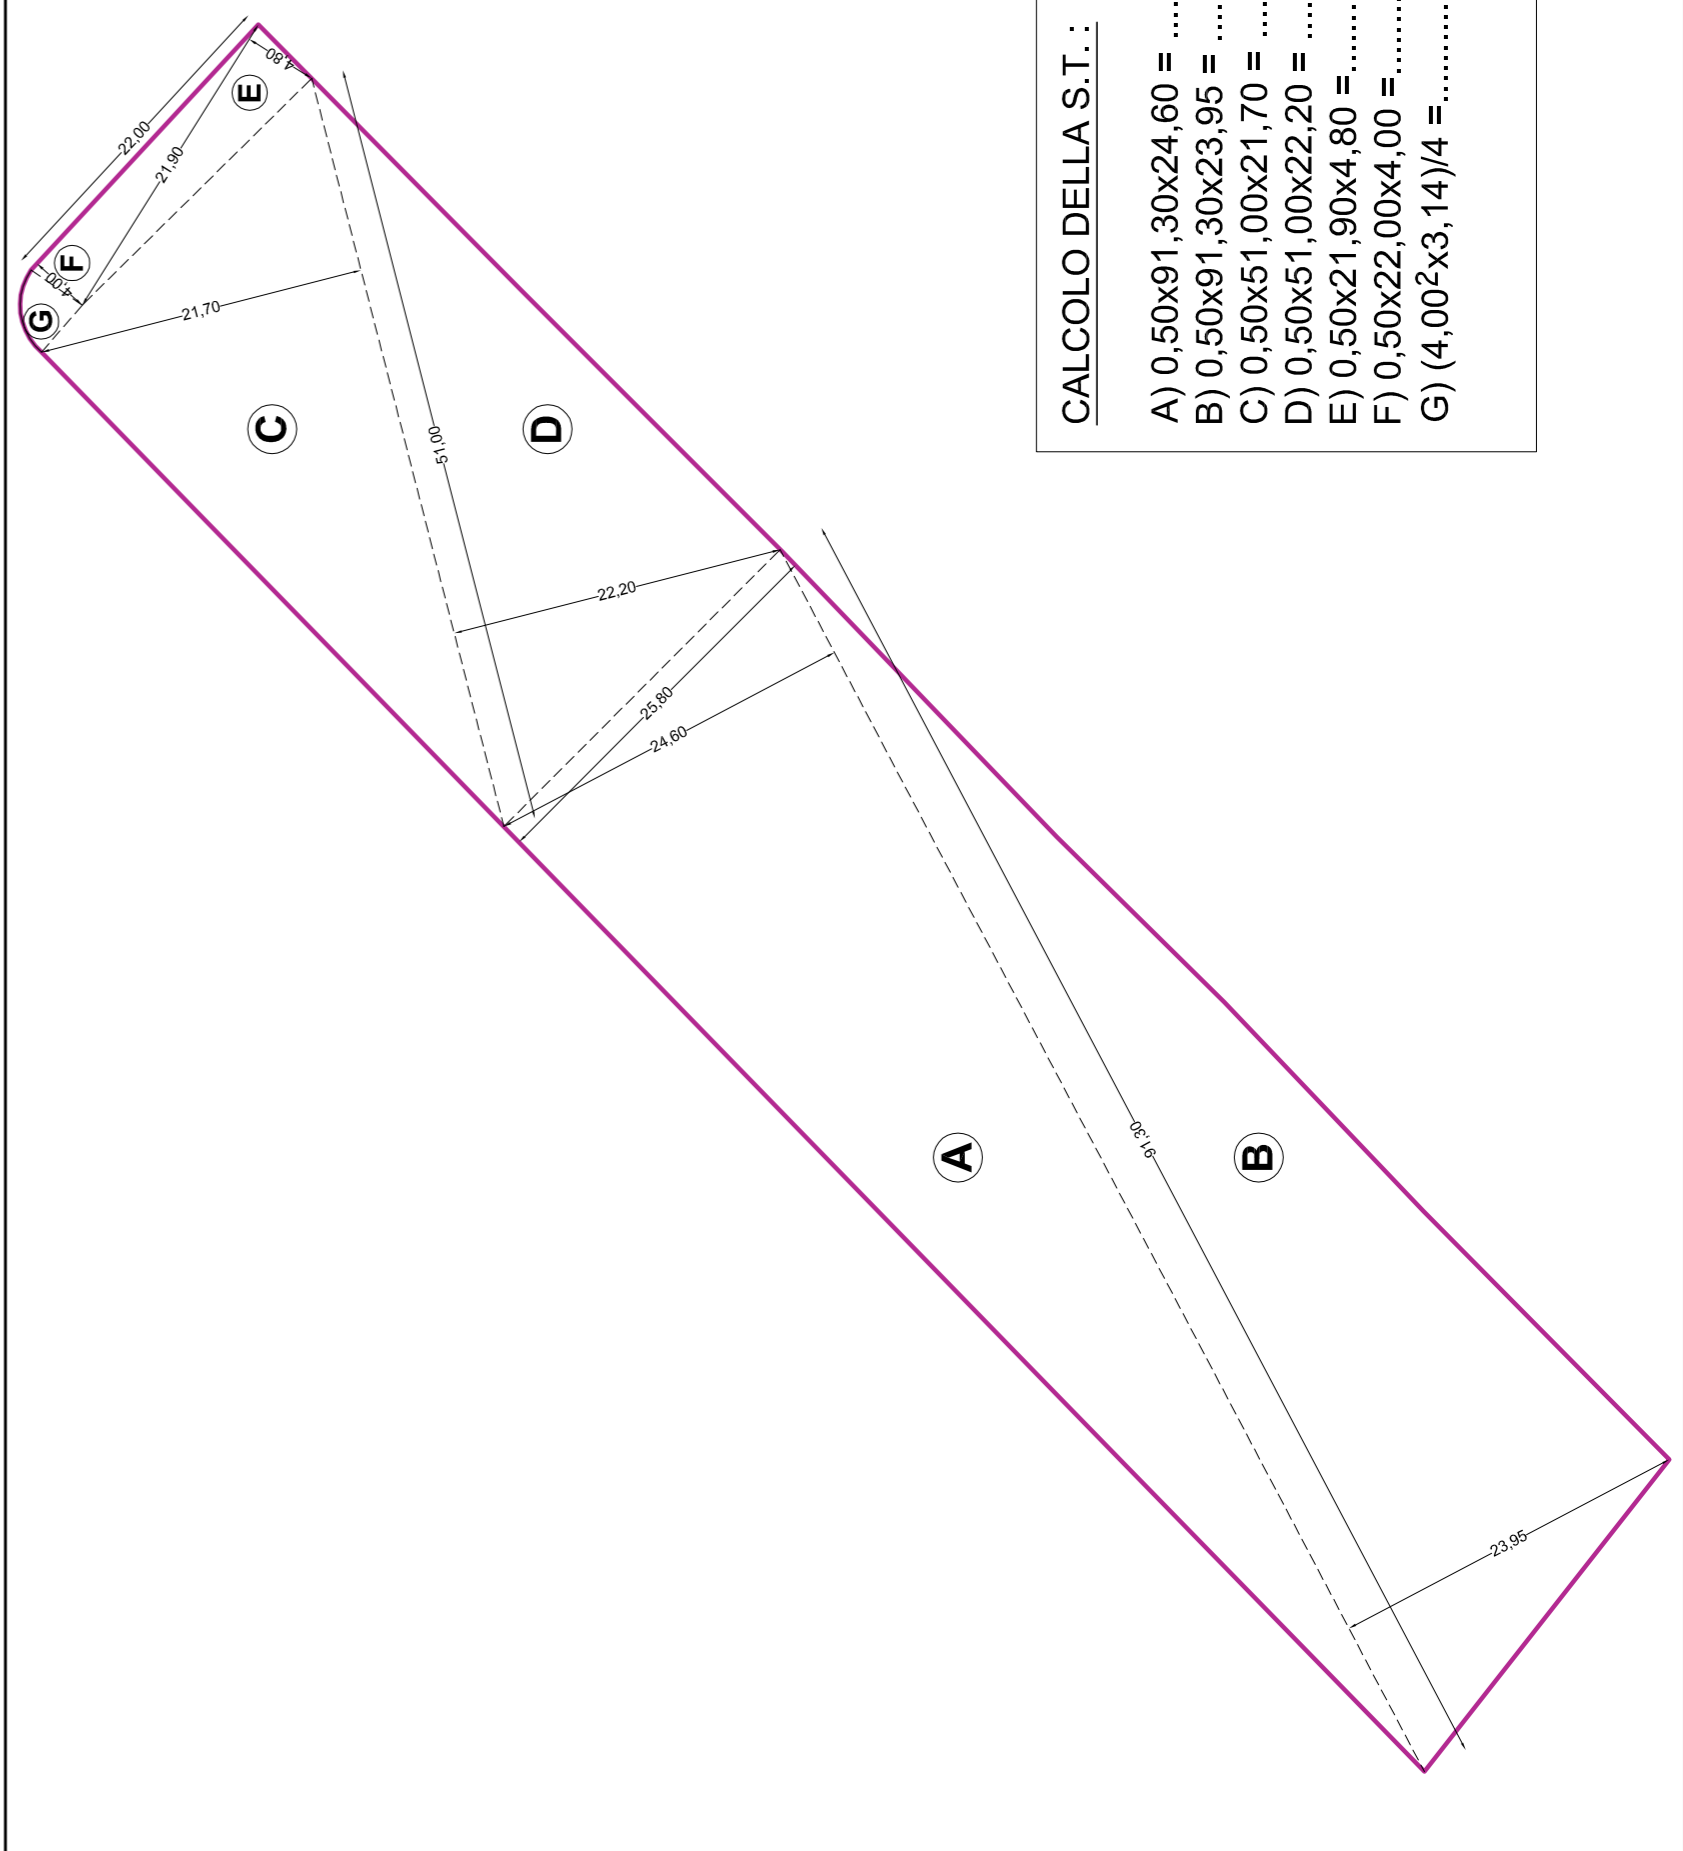 CALCOLO DELLA S.T. :
A) 0,50x91,30x24,60 = ....
B) 0,50x91,30x23,95 = ....
C) 0,50x51,00x21,70 = ....
D) 0,50x51,00x22,20 = ....
E) 0,50x21,90x4,80 =.......
F) 0,50x22,00x4,00 =........
G) (4,00²x3,14)/4 =..........
22,00
21,90
4,80
E
F
4,00
G
21,70
C
51,00
D
22,20
25,80
24,60
A
91,30
B
23,95